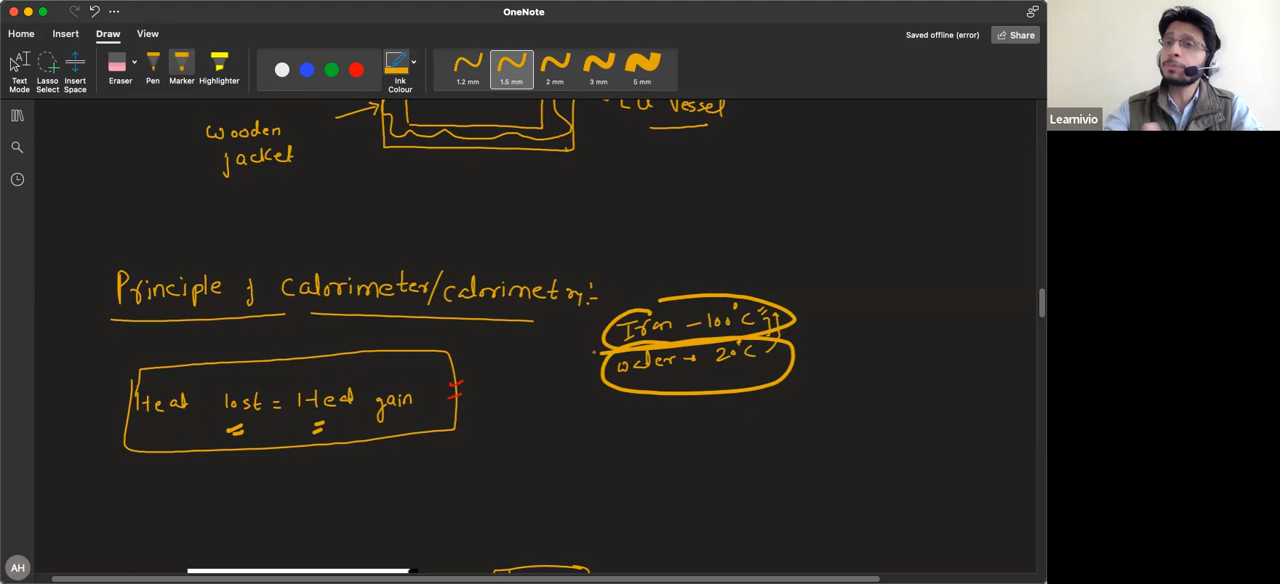 OneNote
Home Insert Draw View
Saved offline (error) Share
Text Mode Lasso Select Insert Space Eraser Pen Marker Highlighter Ink Colour 1.2 mm 1.5 mm 2 mm 3 mm 5 mm
Cu Vessel
wooden
jacket
Learnivio
Principle of calorimeter/calorimetry:-
Iron - 100°C
water → 20°C
Heat lost = Heat gain
AH